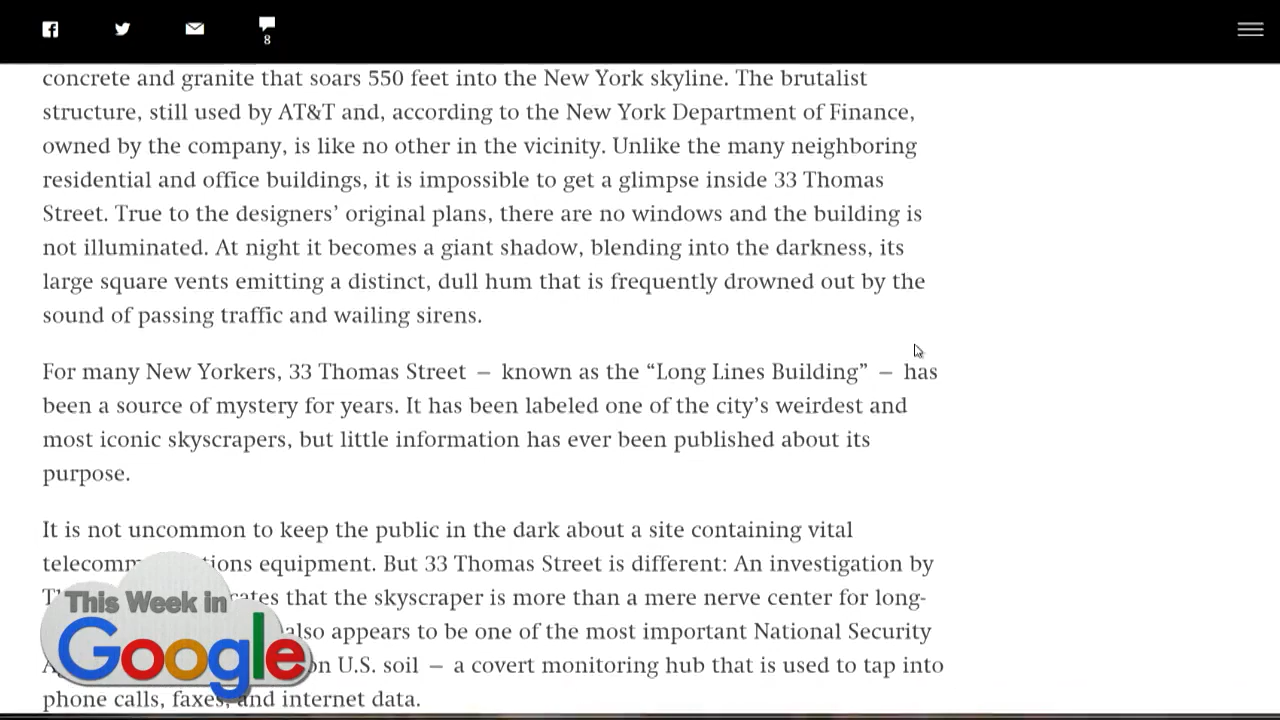 8
concrete and granite that soars 550 feet into the New York skyline. The brutalist
structure, still used by AT&T and, according to the New York Department of Finance,
owned by the company, is like no other in the vicinity. Unlike the many neighboring
residential and office buildings, it is impossible to get a glimpse inside 33 Thomas
Street. True to the designers’ original plans, there are no windows and the building is
not illuminated. At night it becomes a giant shadow, blending into the darkness, its
large square vents emitting a distinct, dull hum that is frequently drowned out by the
sound of passing traffic and wailing sirens.
For many New Yorkers, 33 Thomas Street – known as the “Long Lines Building” – has
been a source of mystery for years. It has been labeled one of the city’s weirdest and
most iconic skyscrapers, but little information has ever been published about its
purpose.
It is not uncommon to keep the public in the dark about a site containing vital
equipment. But 33 Thomas Street is different: An investigation by
that the skyscraper is more than a mere nerve center for long-
also appears to be one of the most important National Security
on U.S. soil – a covert monitoring hub that is used to tap into
phone calls, faxes, and internet data.
This Week in
Google